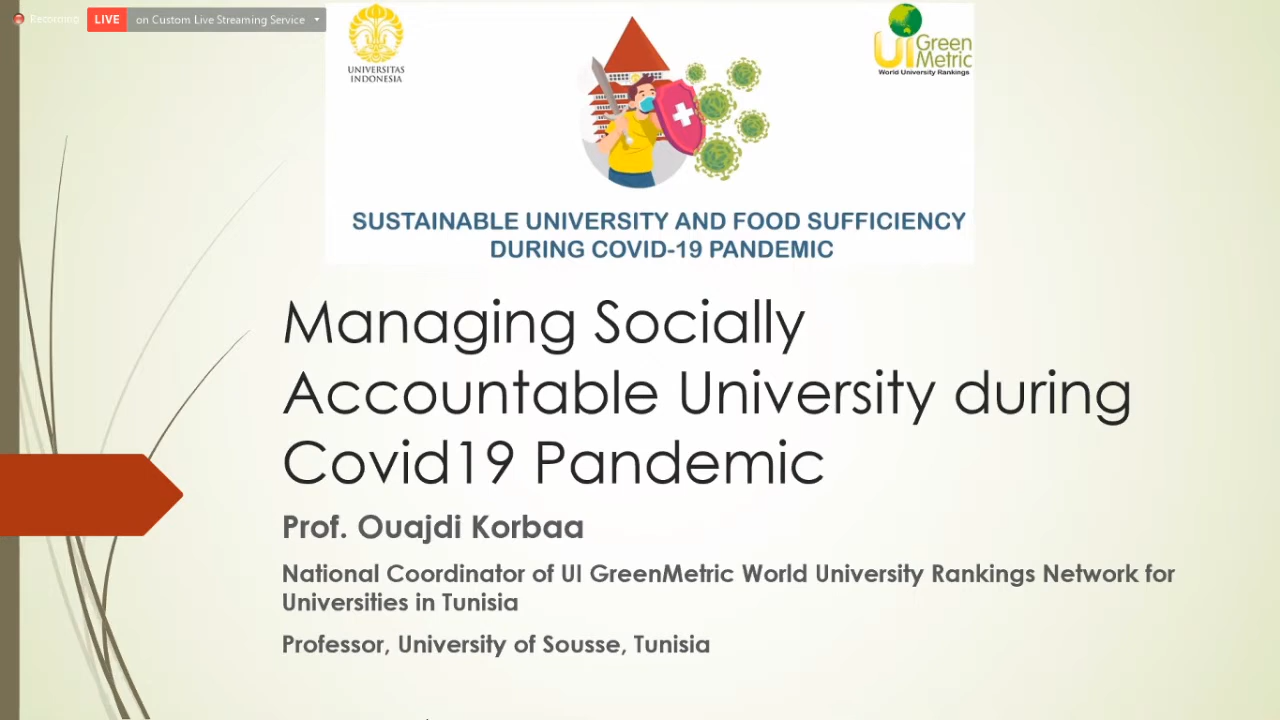 Recording
LIVE on Custom Live Streaming Service
UNIVERSITAS
INDONESIA
UI Green
Metric
World University Rankings
SUSTAINABLE UNIVERSITY AND FOOD SUFFICIENCY
DURING COVID-19 PANDEMIC
Managing Socially
Accountable University during
Covid19 Pandemic
Prof. Ouajdi Korbaa
National Coordinator of UI GreenMetric World University Rankings Network for
Universities in Tunisia
Professor, University of Sousse, Tunisia